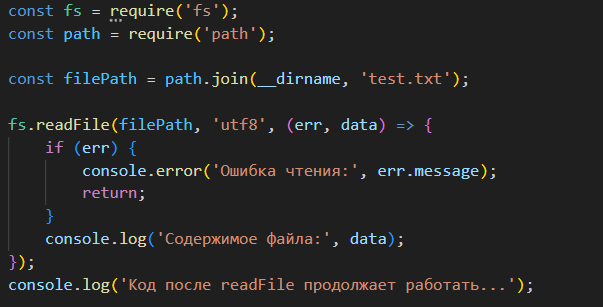 const fs = require('fs');
const path = require('path');
const filePath = path.join(__dirname, 'test.txt');
fs.readFile(filePath, 'utf8', (err, data) => {
    if (err) {
        console.error('Ошибка чтения:', err.message);
        return;
    }
    console.log('Содержимое файла:', data);
});
console.log('Код после readFile продолжает работать...');